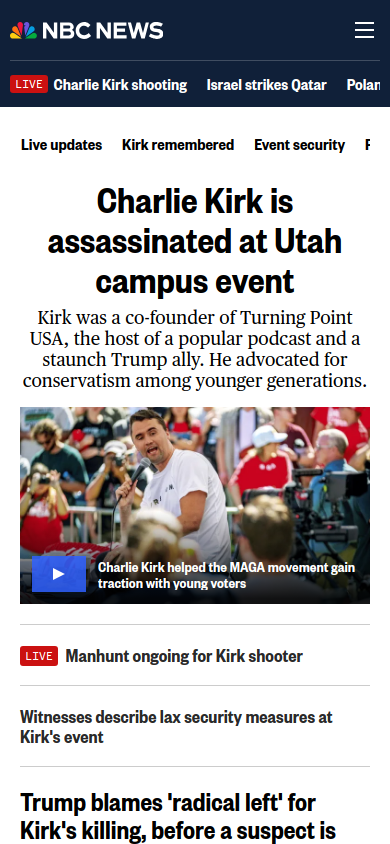 NBC NEWS
LIVE Charlie Kirk shooting Israel strikes Qatar
Live updates Kirk remembered Event security
Charlie Kirk is
assassinated at Utah
campus event
Kirk was a co-founder of Turning Point
USA, the host of a popular podcast and a
staunch Trump ally. He advocated for
conservatism among younger generations.
Charlie Kirk helped the MAGA movement gain
traction with young voters
LIVE Manhunt ongoing for Kirk shooter
Witnesses describe lax security measures at
Kirk's event
Trump blames 'radical left' for
Kirk's killing, before a suspect is